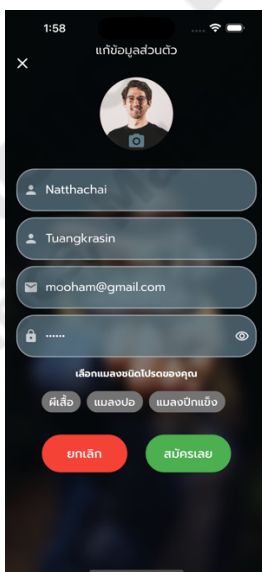 1:58
แก้ข้อมูลส่วนตัว
Natthachai
Tuangkrasin
mooham@gmail.com
······
เลือกแมลงชนิดโปรดของคุณ
ผีเสื้อ แมลงปอ แมลงปีกแข็ง
ยกเลิก สมัครเลย